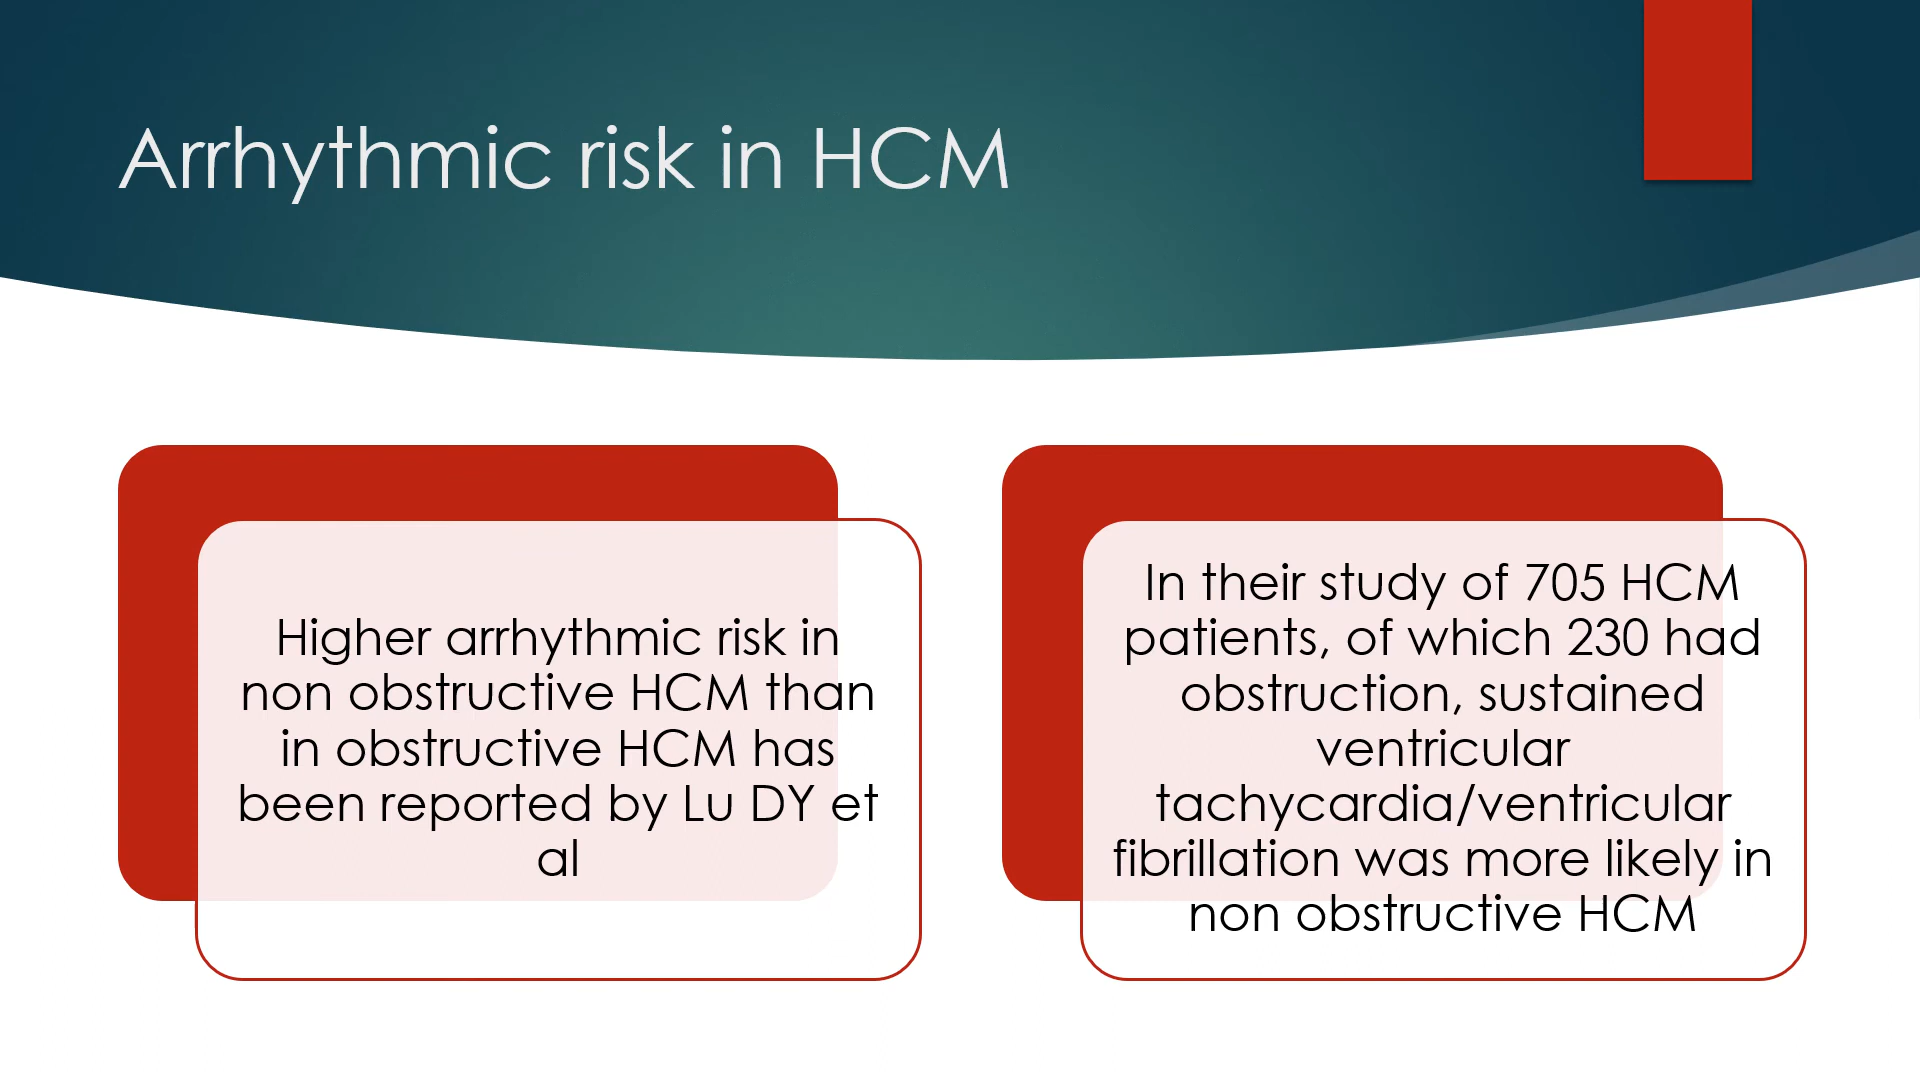 Arrhythmic risk in HCM
Higher arrhythmic risk in
non obstructive HCM than
in obstructive HCM has
been reported by Lu DY et
al
In their study of 705 HCM
patients, of which 230 had
obstruction, sustained
ventricular
tachycardia/ventricular
fibrillation was more likely in
non obstructive HCM